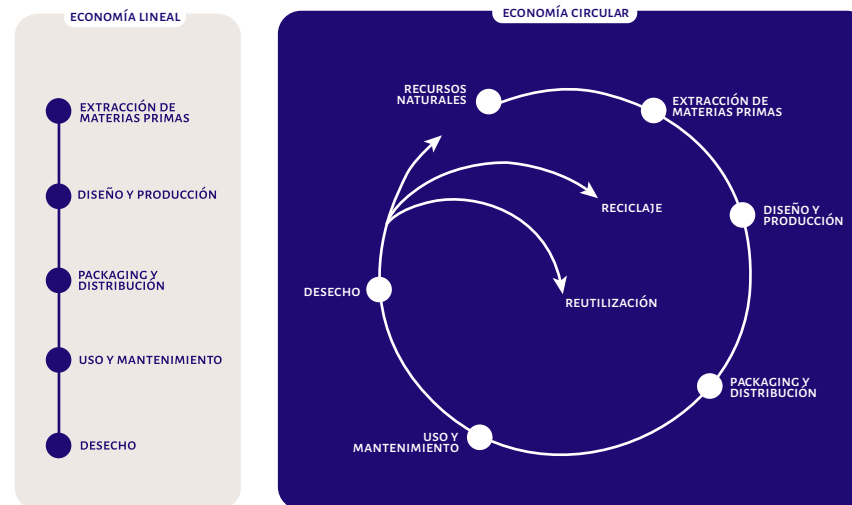 ECONOMÍA LINEAL
EXTRACCIÓN DE
MATERIAS PRIMAS
DISEÑO Y PRODUCCIÓN
PACKAGING Y
DISTRIBUCIÓN
USO Y MANTENIMIENTO
DESECHO
ECONOMÍA CIRCULAR
RECURSOS
NATURALES
EXTRACCIÓN DE
MATERIAS PRIMAS
DISEÑO Y
PRODUCCIÓN
PACKAGING Y
DISTRIBUCIÓN
USO Y
MANTENIMIENTO
DESECHO
RECICLAJE
REUTILIZACIÓN